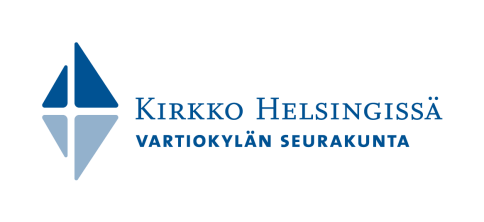 Kirkko Helsingissä
VARTIOKYLÄN SEURAKUNTA